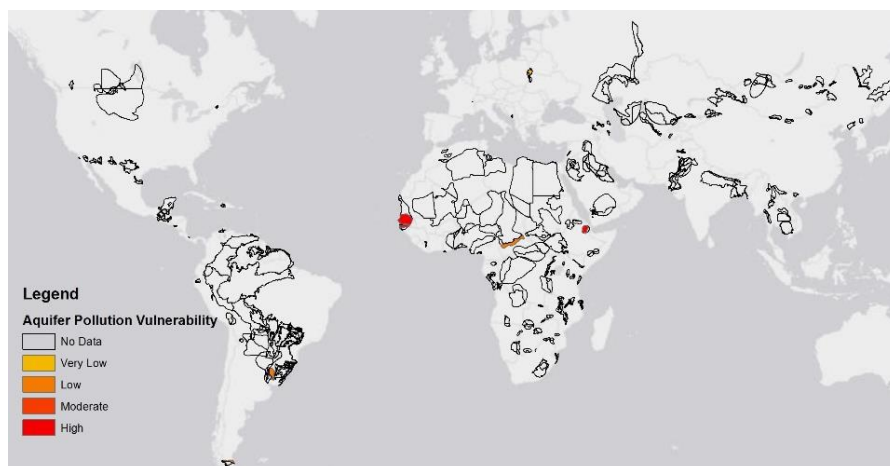 Legend
Aquifer Pollution Vulnerability
No Data
Very Low
Low
Moderate
High